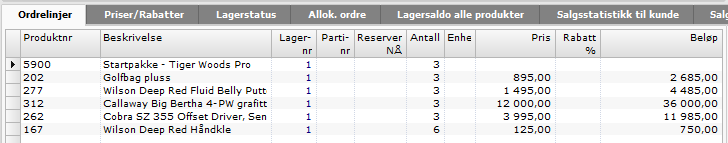 Ordrelinjer Priser/Rabatter Lagerstatus Allok. ordre Lagersaldo alle produkter Salgsstatistikk til kunde Salg
Produktnr Beskrivelse Lager-nr Parti-nr Reserver NÅ Antall Enhe Pris Rabatt % Beløp
5900 Startpakke - Tiger Woods Pro 1 3
202 Golfbag pluss 1 3 895,00 2 685,00
277 Wilson Deep Red Fluid Belly Putt 1 3 1 495,00 4 485,00
312 Callaway Big Bertha 4-PW grafitt 1 3 12 000,00 36 000,00
262 Cobra SZ 355 Offset Driver, Sen 1 3 3 995,00 11 985,00
167 Wilson Deep Red Håndkle 1 6 125,00 750,00